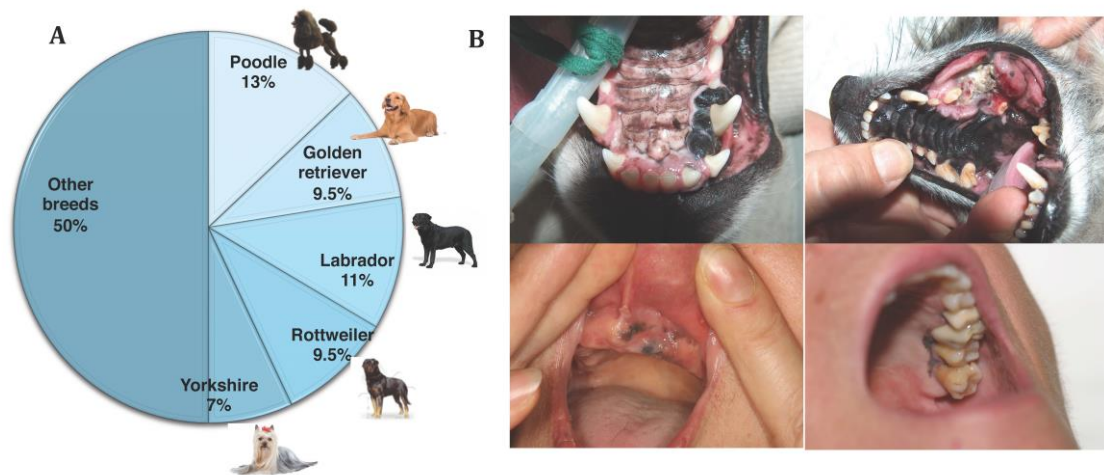 A
B
Poodle
13%
Golden
retriever
9.5%
Other
breeds
50%
Labrador
11%
Rottweiler
9.5%
Yorkshire
7%